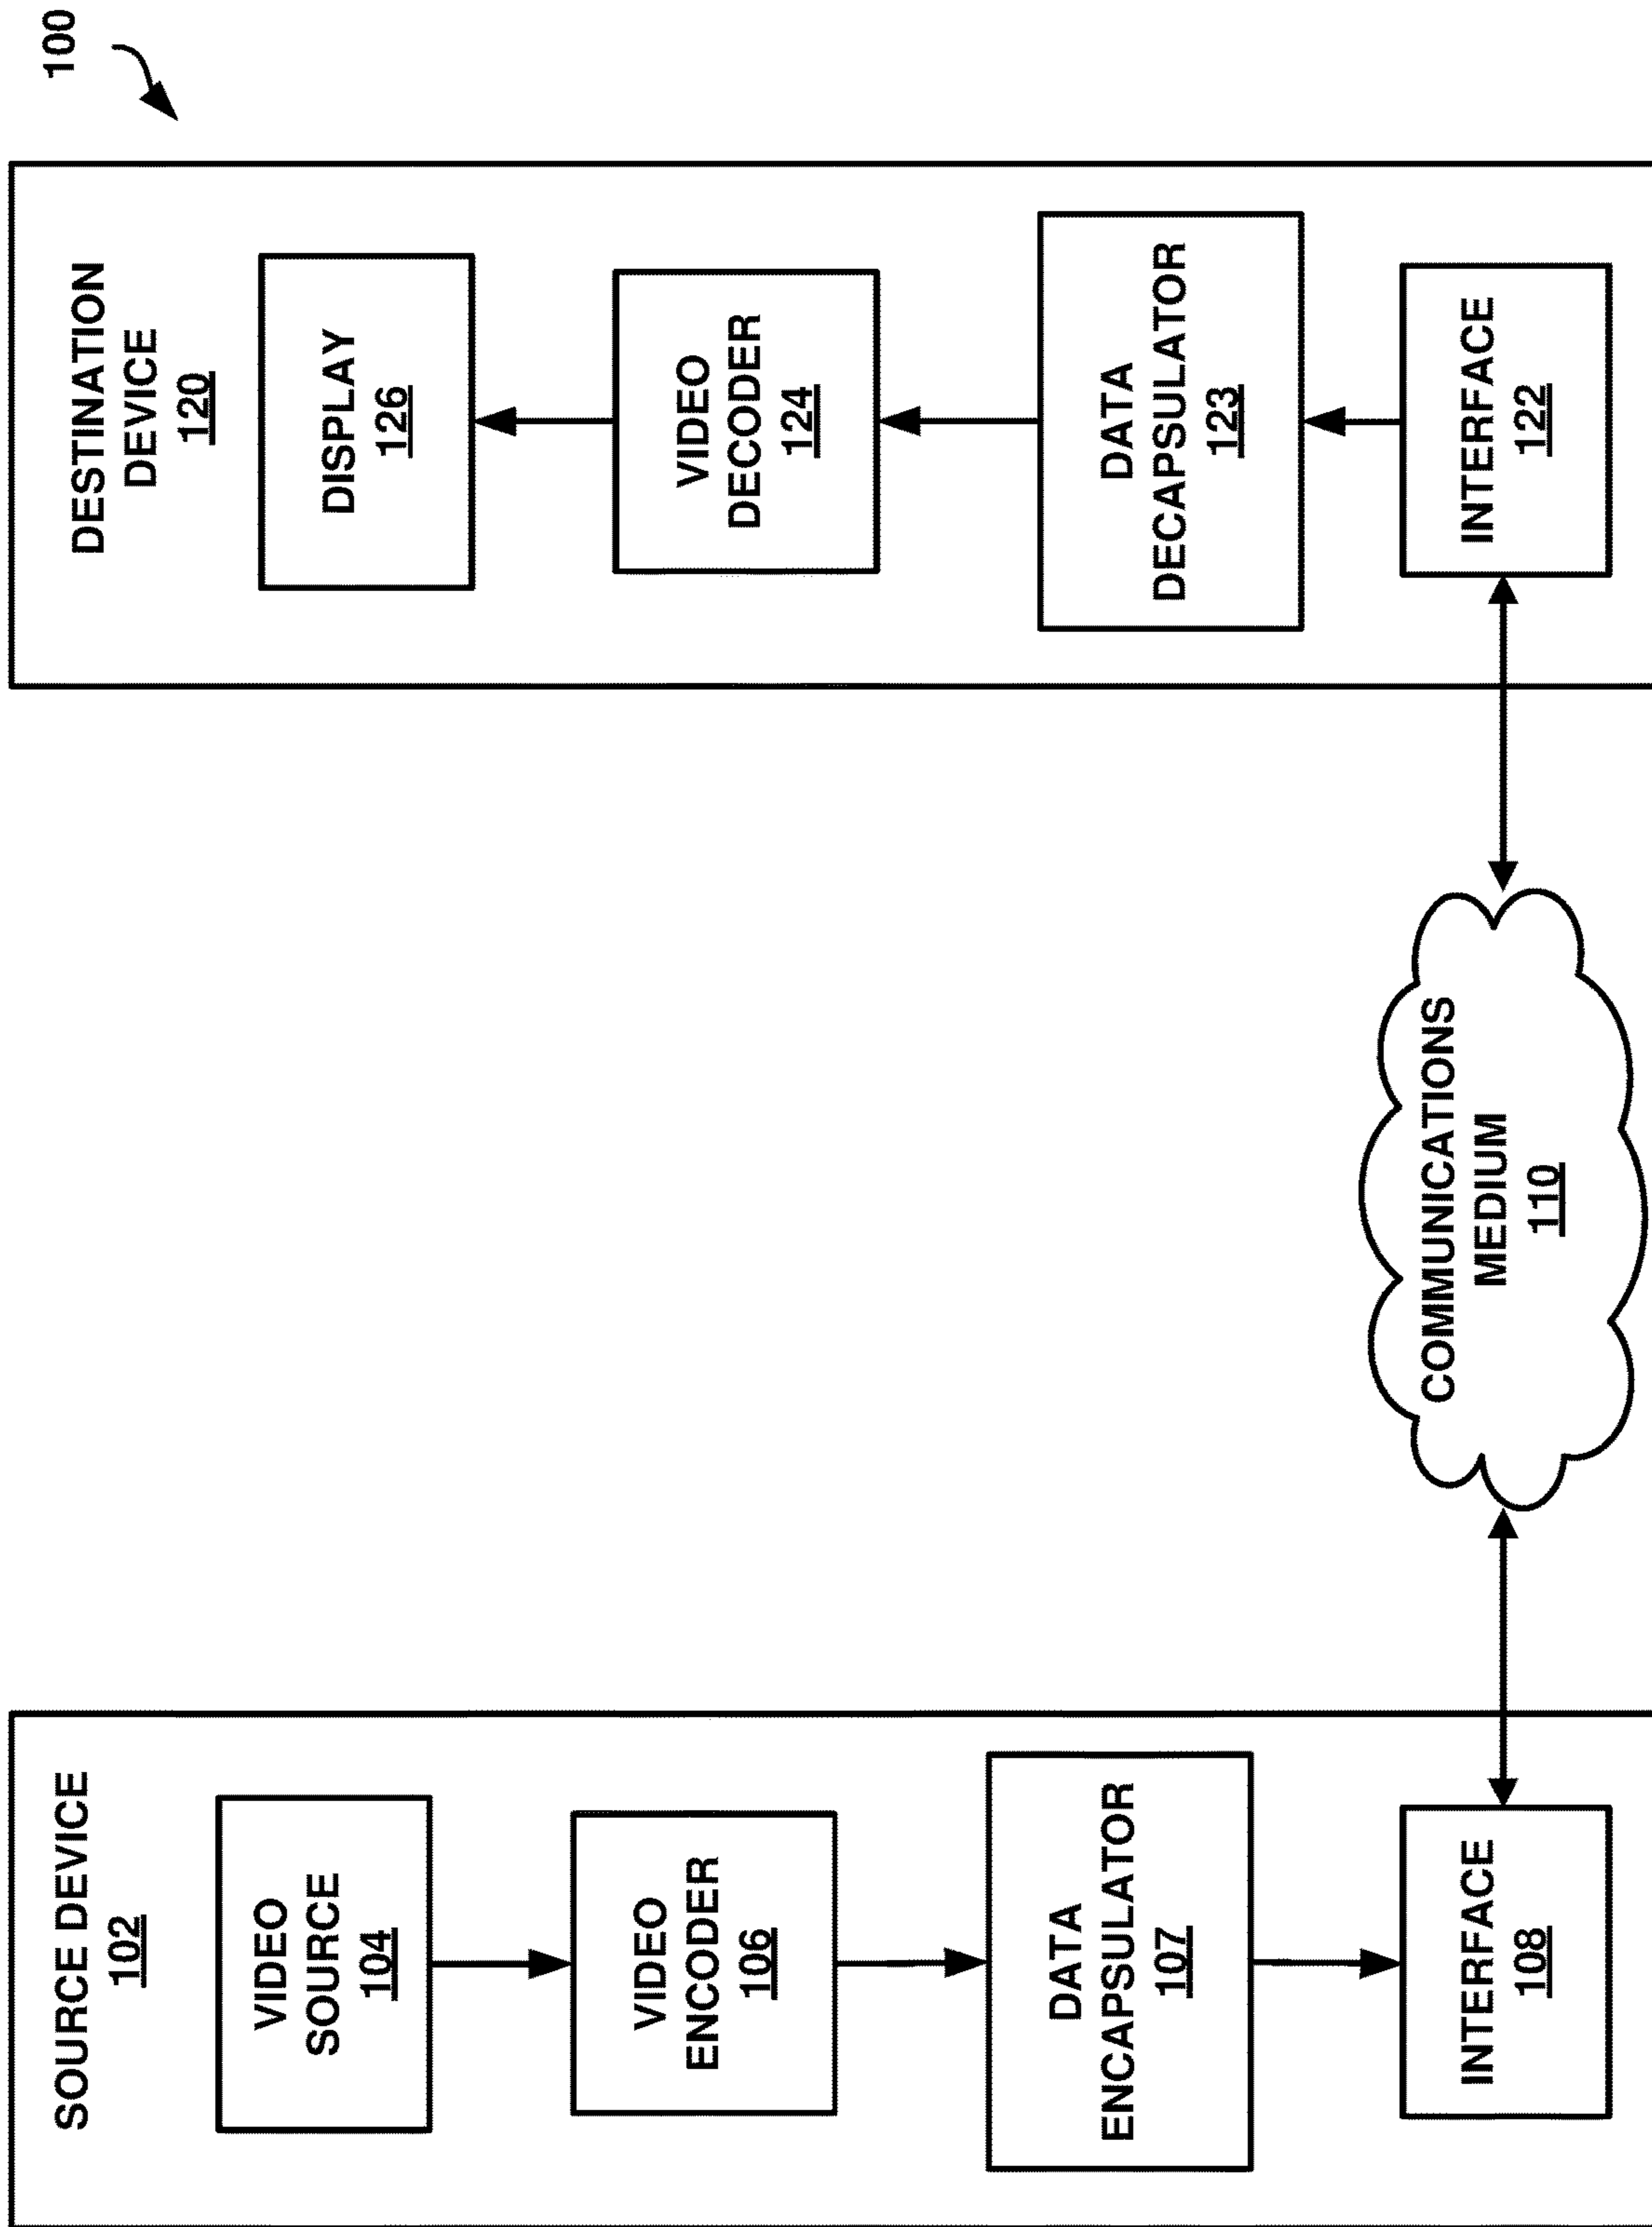 100
SOURCE DEVICE
102
VIDEO
SOURCE
104
VIDEO
ENCODER
106
DATA
ENCAPSULATOR
107
INTERFACE
108
COMMUNICATIONS
MEDIUM
110
DESTINATION
DEVICE
120
DISPLAY
126
VIDEO
DECODER
124
DATA
DECAPSULATOR
123
INTERFACE
122